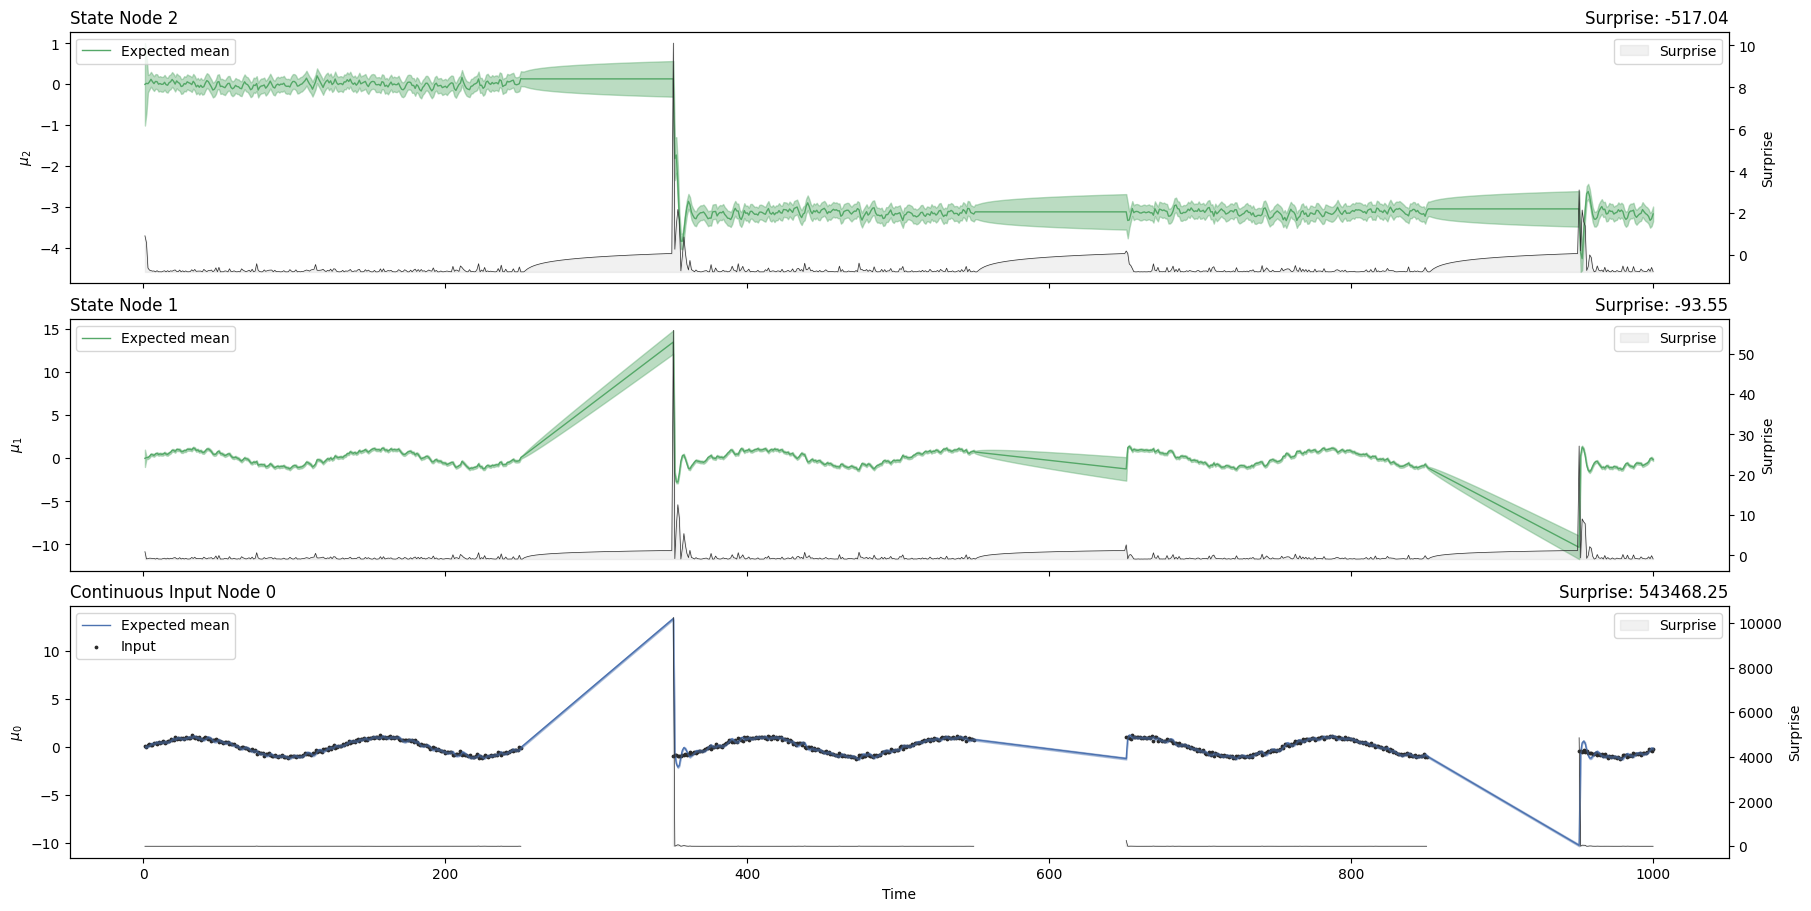 State Node 2 Surprise: -517.04
Expected mean
Surprise
1
0
−1
−2
−3
−4
μ2
10
8
6
4
2
0
Surprise
State Node 1 Surprise: -93.55
Expected mean
Surprise
15
10
5
0
−5
−10
μ1
50
40
30
20
10
0
Surprise
Continuous Input Node 0 Surprise: 543468.25
Expected mean
Input
Surprise
10
5
0
−5
−10
μ0
10000
8000
6000
4000
2000
0
Surprise
0 200 400 600 800 1000
Time